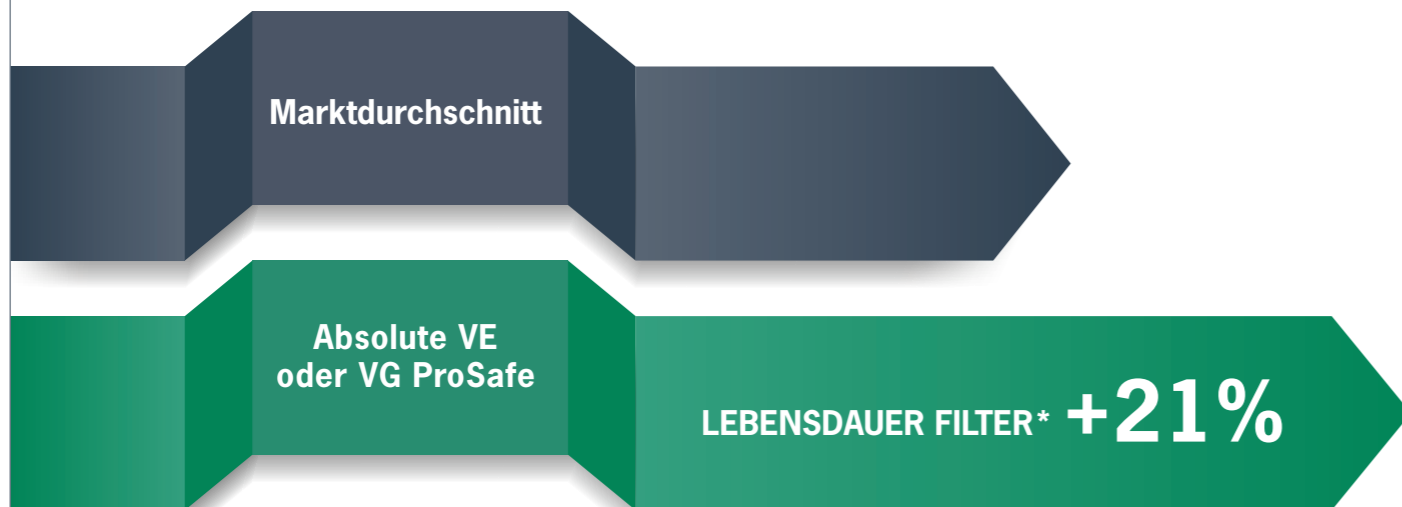 Marktdurchschnitt
Absolute VE
oder VG ProSafe
LEBENSDAUER FILTER* +21%